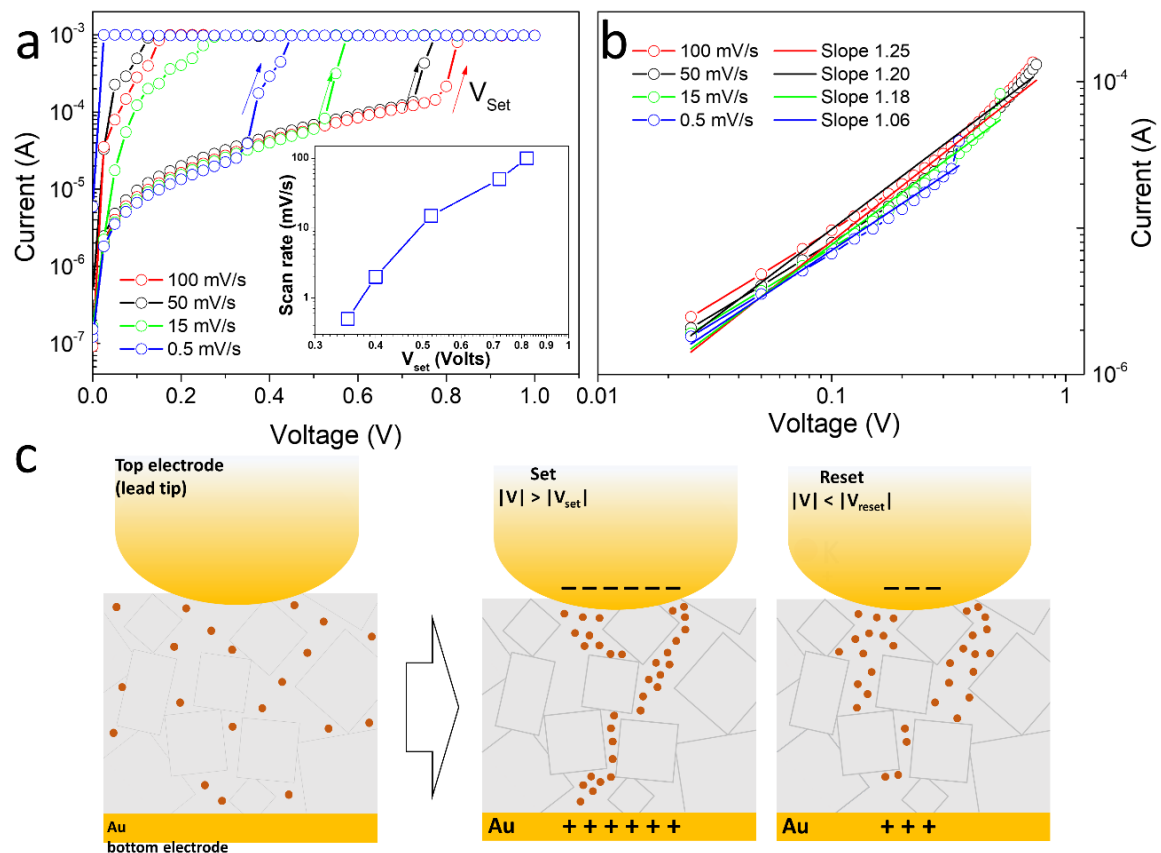 a
10⁻³
10⁻⁴
10⁻⁵
10⁻⁶
10⁻⁷
Current (A)
0.0 0.2 0.4 0.6 0.8 1.0
Voltage (V)
V_Set
100 mV/s
50 mV/s
15 mV/s
0.5 mV/s
Scan rate (mV/s)
100
10
1
0.3 0.4 0.5 0.6 0.7 0.8 0.9 1
V_set (Volts)
b
100 mV/s Slope 1.25
50 mV/s Slope 1.20
15 mV/s Slope 1.18
0.5 mV/s Slope 1.06
10⁻⁴
10⁻⁶
Current (A)
0.01 0.1 1
Voltage (V)
c
Top electrode
(lead tip)
Au
bottom electrode
Set
|V| > |V_set|
− − − − − −
Au + + + + + +
Reset
|V| < |V_reset|
− − −
Au + + +